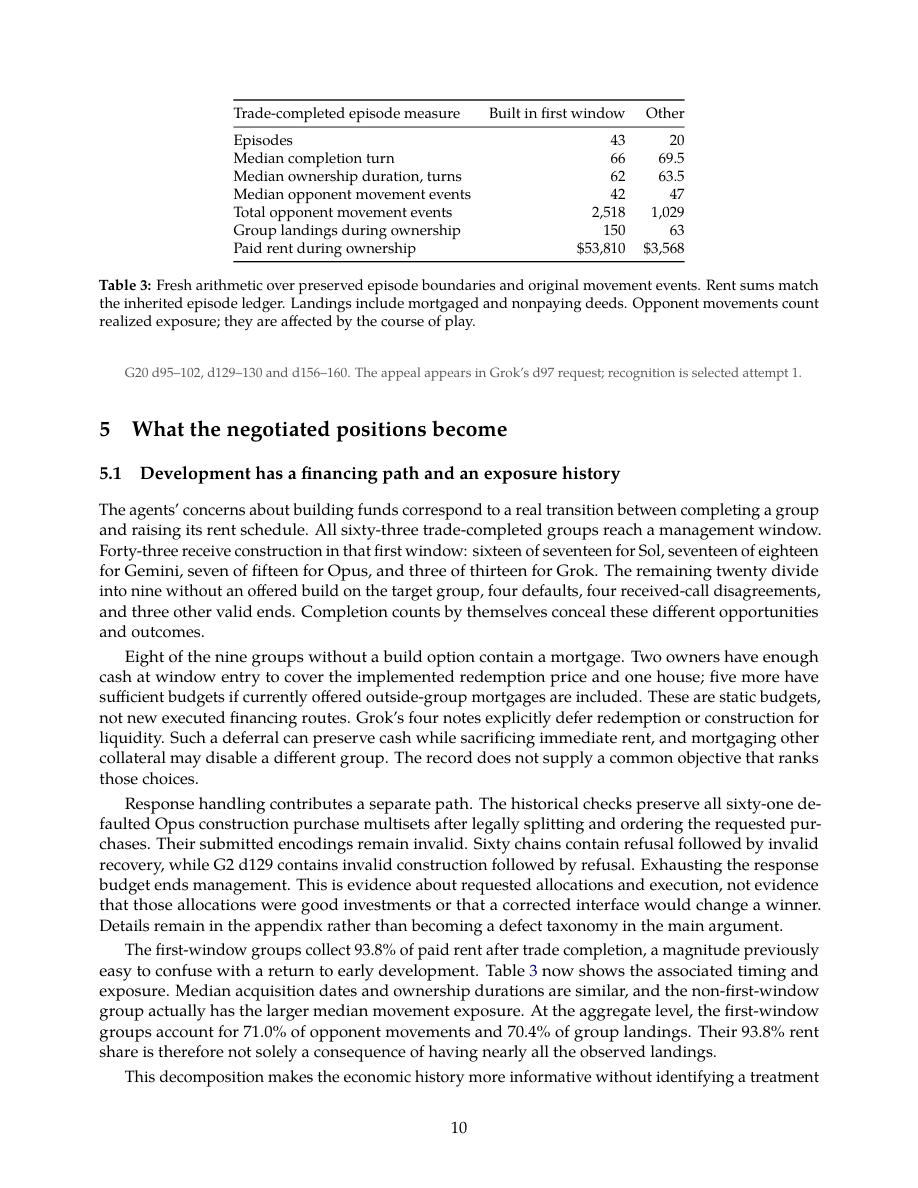 Trade-completed episode measure Built in first window Other
Episodes 43 20
Median completion turn 66 69.5
Median ownership duration, turns 62 63.5
Median opponent movement events 42 47
Total opponent movement events 2,518 1,029
Group landings during ownership 150 63
Paid rent during ownership $53,810 $3,568
Table 3: Fresh arithmetic over preserved episode boundaries and original movement events. Rent sums match
the inherited episode ledger. Landings include mortgaged and nonpaying deeds. Opponent movements count
realized exposure; they are affected by the course of play.
G20 d95–102, d129–130 and d156–160. The appeal appears in Grok's d97 request; recognition is selected attempt 1.
5 What the negotiated positions become
5.1 Development has a financing path and an exposure history
The agents' concerns about building funds correspond to a real transition between completing a group
and raising its rent schedule. All sixty-three trade-completed groups reach a management window.
Forty-three receive construction in that first window: sixteen of seventeen for Sol, seventeen of eighteen
for Gemini, seven of fifteen for Opus, and three of thirteen for Grok. The remaining twenty divide
into nine without an offered build on the target group, four defaults, four received-call disagreements,
and three other valid ends. Completion counts by themselves conceal these different opportunities
and outcomes.
Eight of the nine groups without a build option contain a mortgage. Two owners have enough
cash at window entry to cover the implemented redemption price and one house; five more have
sufficient budgets if currently offered outside-group mortgages are included. These are static budgets,
not new executed financing routes. Grok's four notes explicitly defer redemption or construction for
liquidity. Such a deferral can preserve cash while sacrificing immediate rent, and mortgaging other
collateral may disable a different group. The record does not supply a common objective that ranks
those choices.
Response handling contributes a separate path. The historical checks preserve all sixty-one de-
faulted Opus construction purchase multisets after legally splitting and ordering the requested pur-
chases. Their submitted encodings remain invalid. Sixty chains contain refusal followed by invalid
recovery, while G2 d129 contains invalid construction followed by refusal. Exhausting the response
budget ends management. This is evidence about requested allocations and execution, not evidence
that those allocations were good investments or that a corrected interface would change a winner.
Details remain in the appendix rather than becoming a defect taxonomy in the main argument.
The first-window groups collect 93.8% of paid rent after trade completion, a magnitude previously
easy to confuse with a return to early development. Table 3 now shows the associated timing and
exposure. Median acquisition dates and ownership durations are similar, and the non-first-window
group actually has the larger median movement exposure. At the aggregate level, the first-window
groups account for 71.0% of opponent movements and 70.4% of group landings. Their 93.8% rent
share is therefore not solely a consequence of having nearly all the observed landings.
This decomposition makes the economic history more informative without identifying a treatment
10